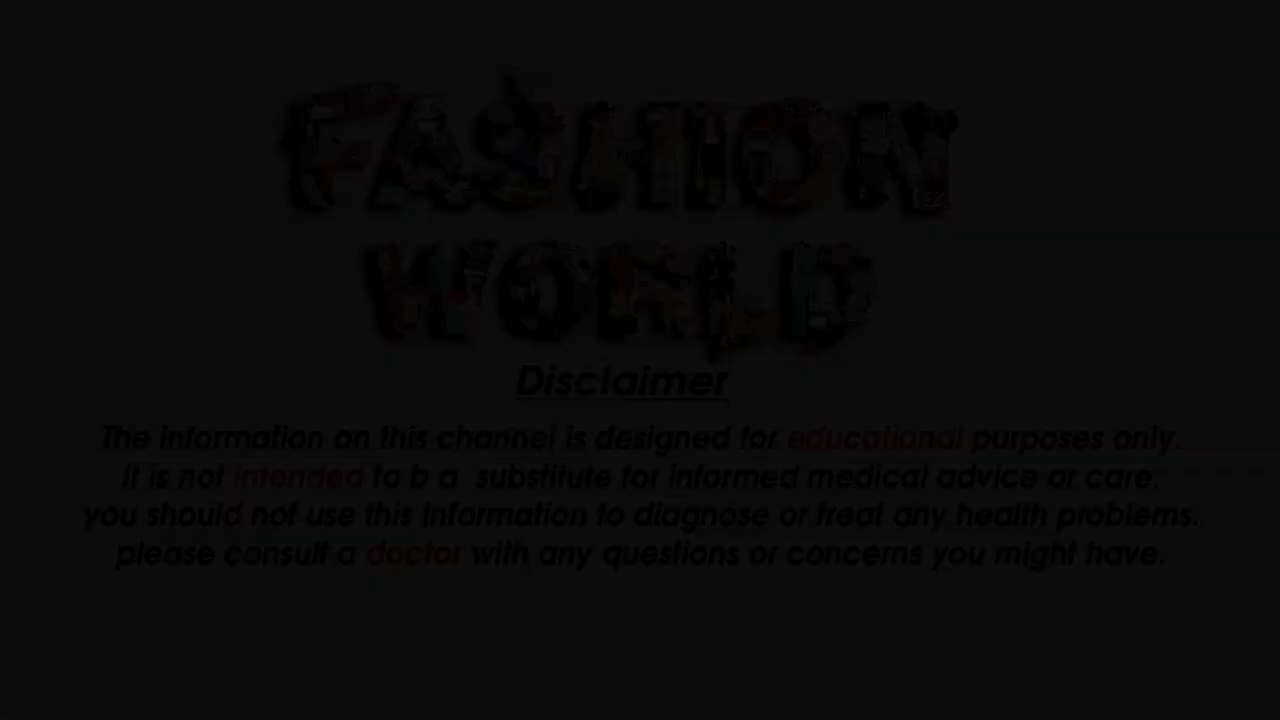 FASHION
WORLD
Disclaimer
The information on this channel is designed for educational purposes only.
It is not intended to b a substitute for informed medical advice or care.
you should not use this information to diagnose or treat any health problems.
please consult a doctor with any questions or concerns you might have.